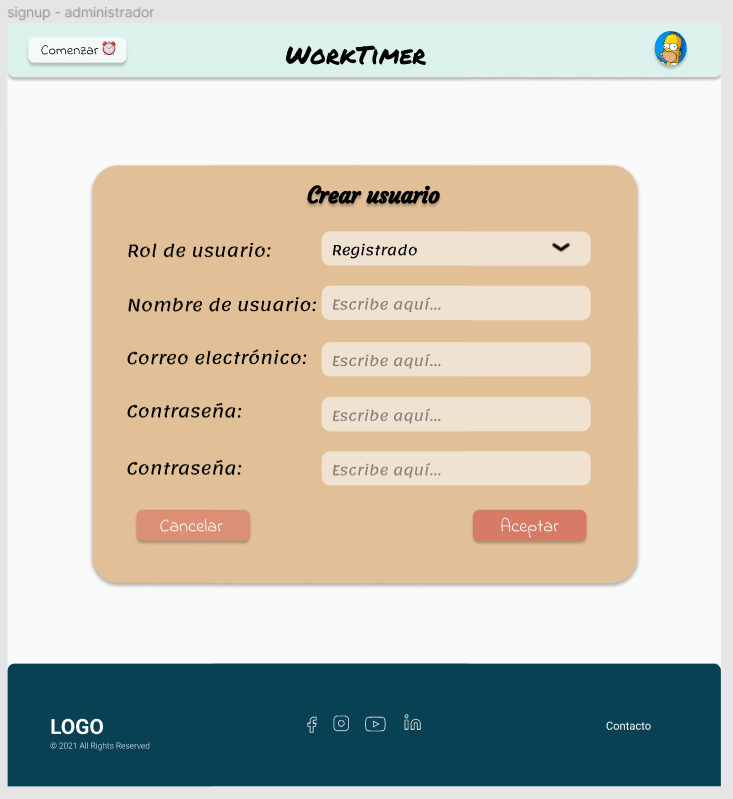 signup - administrador
Comenzar ⏰
WorkTimer
Crear usuario
Rol de usuario: Registrado
Nombre de usuario: Escribe aquí...
Correo electrónico: Escribe aquí...
Contraseña: Escribe aquí...
Contraseña: Escribe aquí...
Cancelar Aceptar
LOGO
© 2021 All Rights Reserved
Contacto